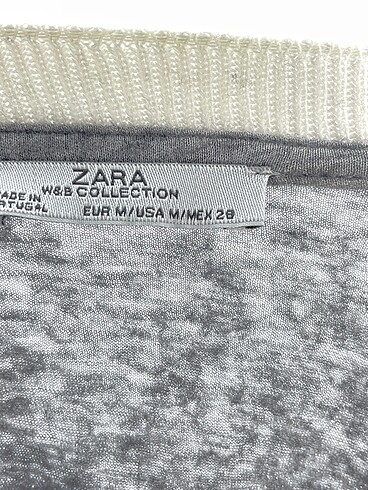 ZARA
W&B COLLECTION
MADE IN
PORTUGAL
EUR M/USA M/MEX 28